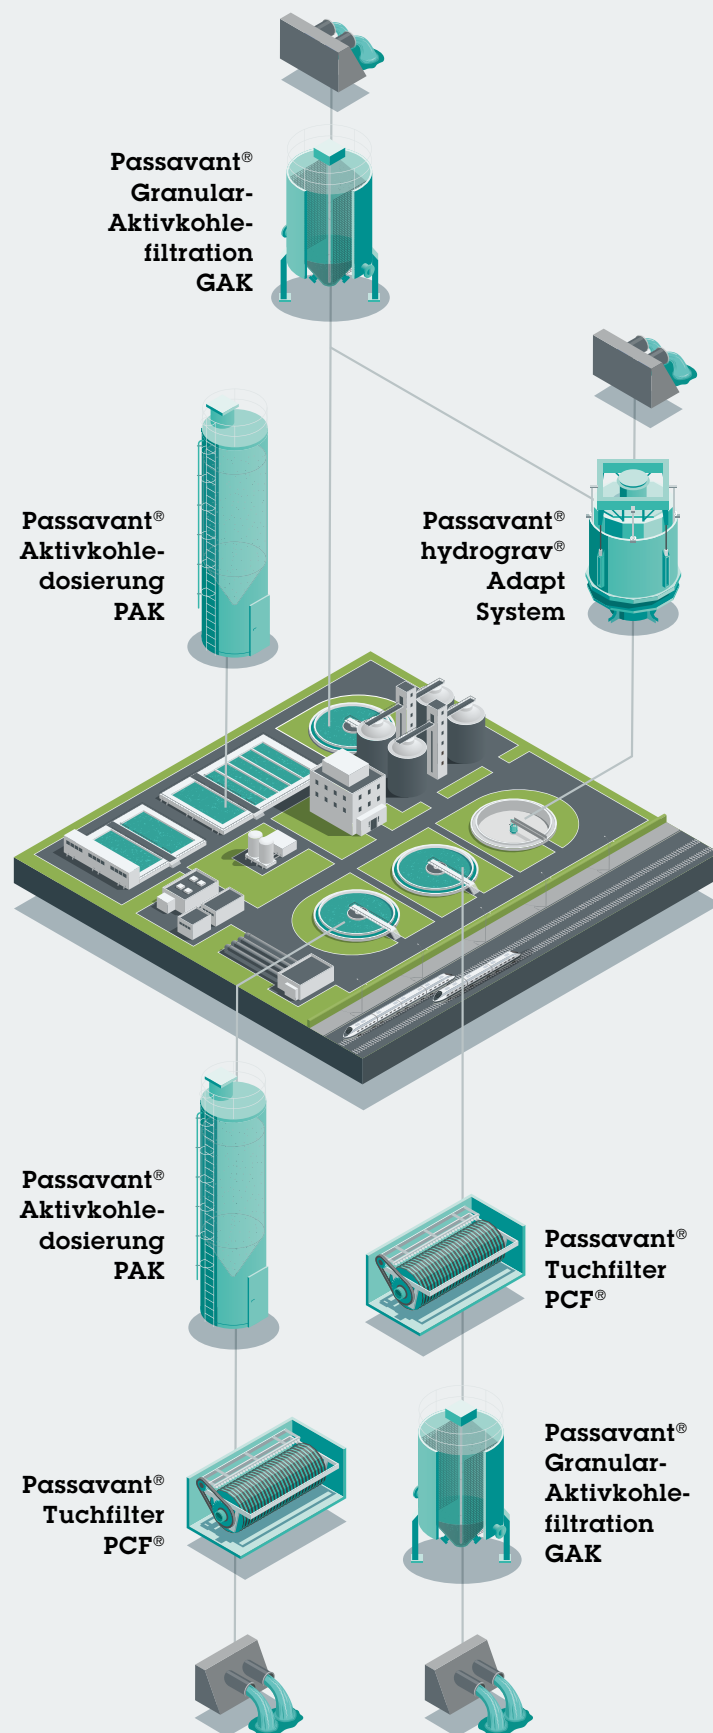 Passavant®
Granular-
Aktivkohle-
filtration
GAK
Passavant®
Aktivkohle-
dosierung
PAK
Passavant®
hydrograv®
Adapt
System
Passavant®
Aktivkohle-
dosierung
PAK
Passavant®
Tuchfilter
PCF®
Passavant®
Tuchfilter
PCF®
Passavant®
Granular-
Aktivkohle-
filtration
GAK